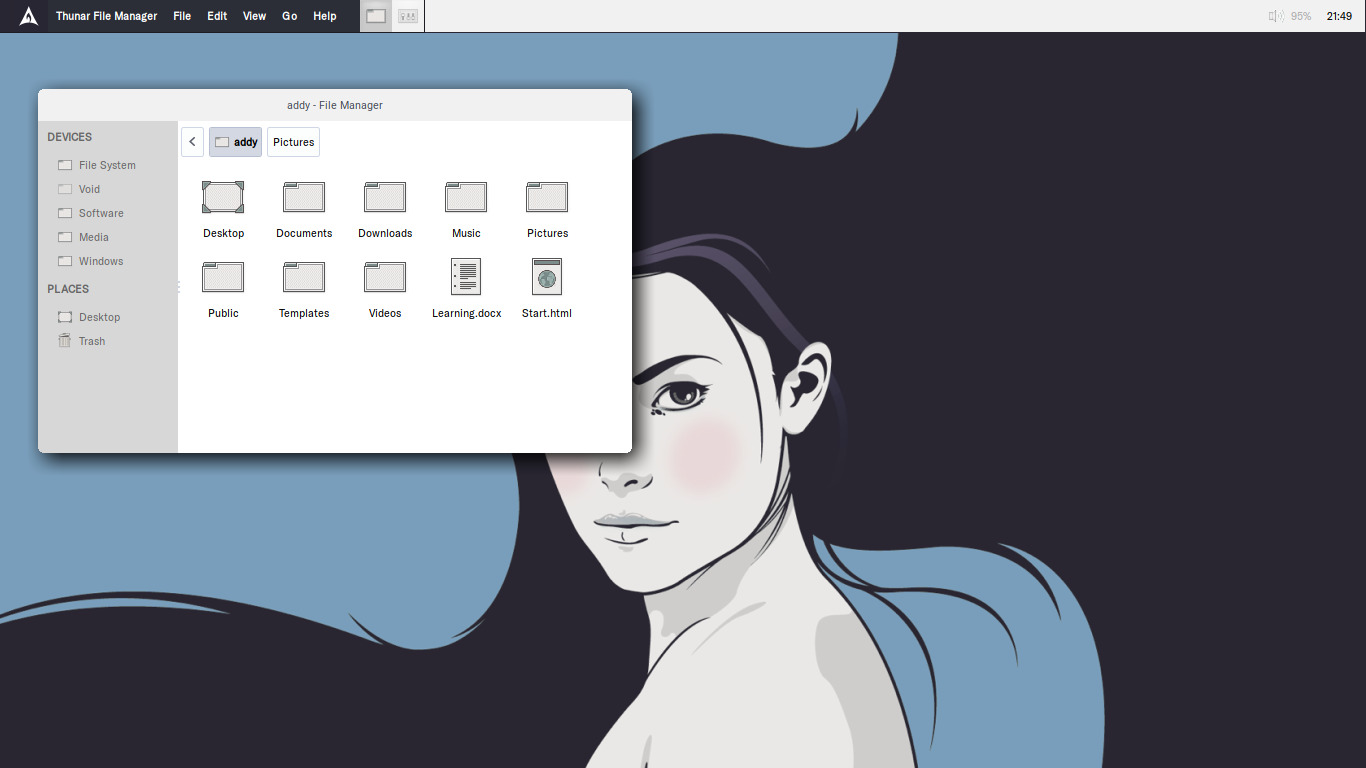 Thunar File Manager File Edit View Go Help 95% 21:49
addy - File Manager
DEVICES
File System
Void
Software
Media
Windows
PLACES
Desktop
Trash
addy Pictures
Desktop Documents Downloads Music Pictures
Public Templates Videos Learning.docx Start.html